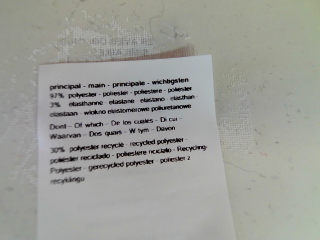 principal - main - principale - wichtigsten
97% polyester - poliester - poliestere - poliester
3% elasthanne - elastane - elastano - elasthan -
elastaan - włókno elastomerowe poliuretanowe
Dont - Of which - De los cuales - Di cui -
Waarvan - Dos quais - W tym - Davon
30% polyester recyclé - recycled polyester -
poliéster reciclado - poliestere riciclato - Recycling-
Polyester - gerecycled polyester - poliester z
recyklingu